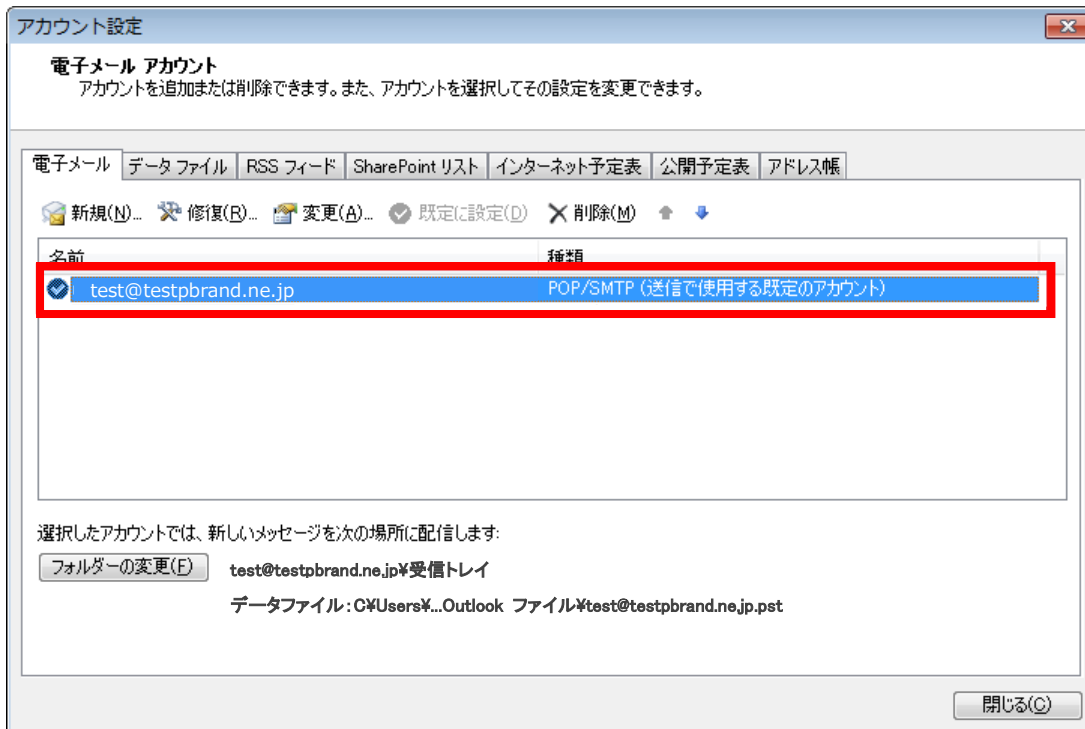 アカウント設定
電子メール アカウント
アカウントを追加または削除できます。また、アカウントを選択してその設定を変更できます。
電子メール データ ファイル RSS フィード SharePoint リスト インターネット予定表 公開予定表 アドレス帳
新規(N)... 修復(R)... 変更(A)... 既定に設定(D) 削除(M)
名前 種類
test@testpbrand.ne.jp POP/SMTP (送信で使用する既定のアカウント)
選択したアカウントでは、新しいメッセージを次の場所に配信します:
フォルダーの変更(F) test@testpbrand.ne.jp¥受信トレイ
データファイル:C¥Users¥...Outlook ファイル¥test@testpbrand.ne.jp.pst
閉じる(C)